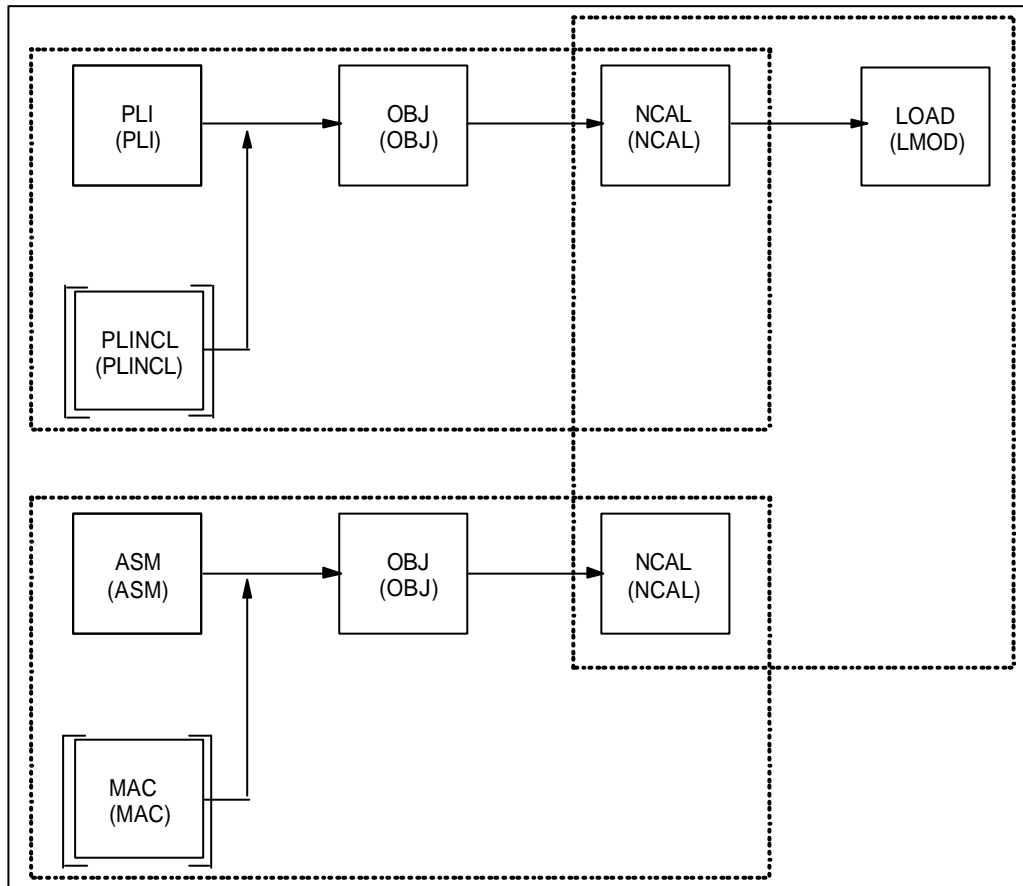 PLI
(PLI)
OBJ
(OBJ)
NCAL
(NCAL)
LOAD
(LMOD)
PLINCL
(PLINCL)
ASM
(ASM)
OBJ
(OBJ)
NCAL
(NCAL)
MAC
(MAC)